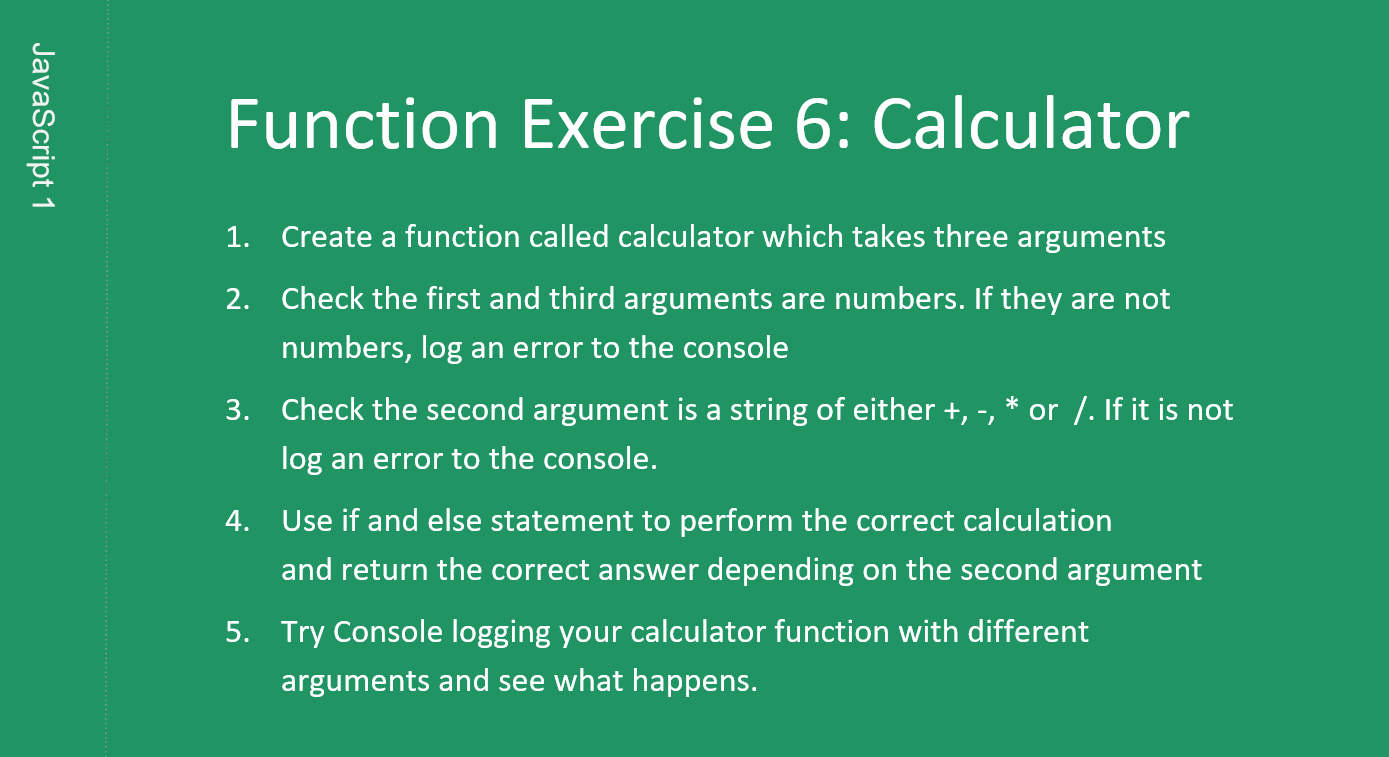 JavaScript 1
Function Exercise 6: Calculator
1. Create a function called calculator which takes three arguments
2. Check the first and third arguments are numbers. If they are not
numbers, log an error to the console
3. Check the second argument is a string of either +, -, * or /. If it is not
log an error to the console.
4. Use if and else statement to perform the correct calculation
and return the correct answer depending on the second argument
5. Try Console logging your calculator function with different
arguments and see what happens.